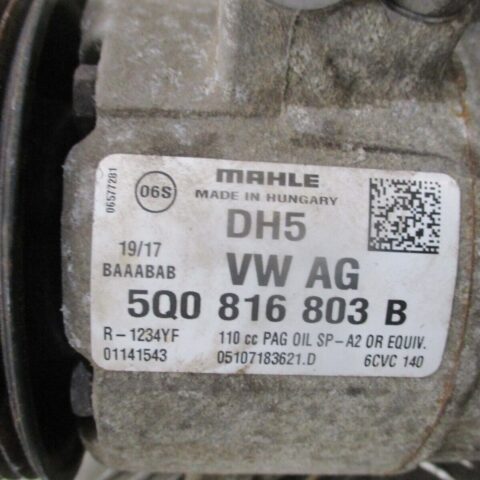 06577281
06S
MAHLE
MADE IN HUNGARY
DH5
19/17
BAAABAB
VW AG
5Q0 816 803 B
R-1234YF 110 cc PAG OIL SP-A2 OR EQUIV.
01141543 05107183621.D 6CVC 140